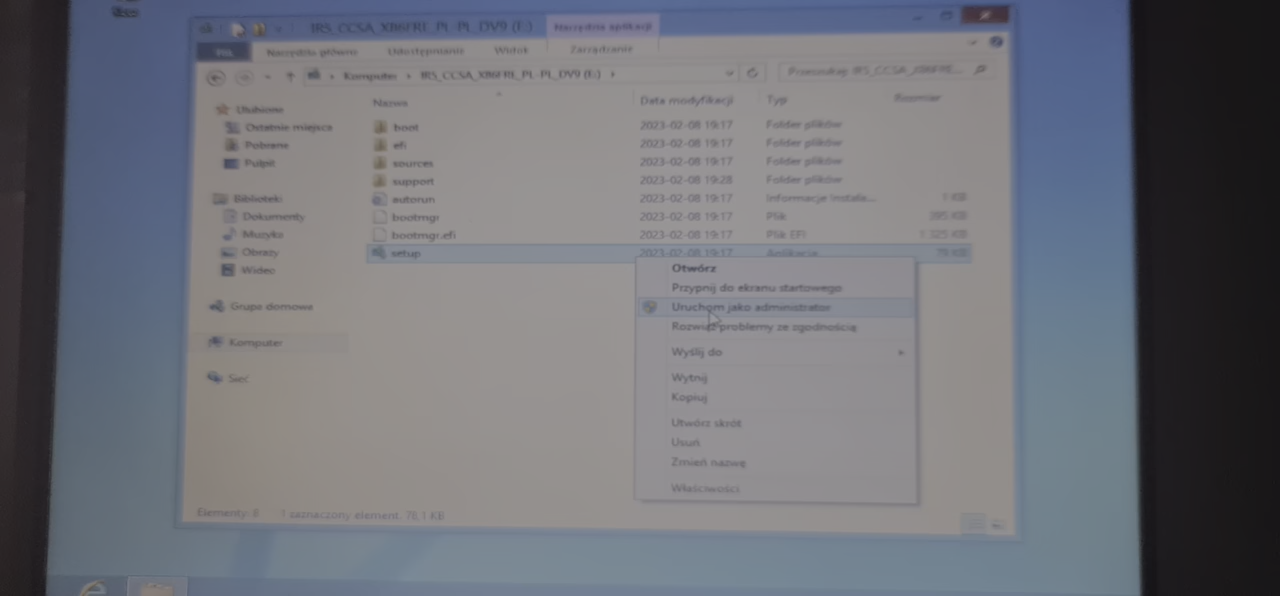 IRS_CCSA_X86FRE_PL-PL_DV9 (E:)
Narzędzia aplikacji
Plik
Narzędzia główne
Udostępnianie
Widok
Zarządzanie
Komputer
IRS_CCSA_X86FRE_PL-PL_DV9 (E:)
Przeszukaj: IRS_CCSA_X86FRE_...
Nazwa
Data modyfikacji
Typ
Rozmiar
Ulubione
Ostatnie miejsca
Pobrane
Pulpit
Biblioteki
Dokumenty
Muzyka
Obrazy
Wideo
Grupa domowa
Komputer
Sieć
boot 2023-02-08 19:17 Folder plików
efi 2023-02-08 19:17 Folder plików
sources 2023-02-08 19:17 Folder plików
support 2023-02-08 19:28 Folder plików
autorun 2023-02-08 19:17 Informacje Instala... 1 KB
bootmgr 2023-02-08 19:17 Plik 395 KB
bootmgr.efi 2023-02-08 19:17 Plik EFI 1 325 KB
setup 2023-02-08 19:17 Aplikacja 79 KB
Otwórz
Przypnij do ekranu startowego
Uruchom jako administrator
Rozwiąż problemy ze zgodnością
Wyślij do
Wytnij
Kopiuj
Utwórz skrót
Usuń
Zmień nazwę
Właściwości
Elementy: 8 1 zaznaczony element. 78,1 KB